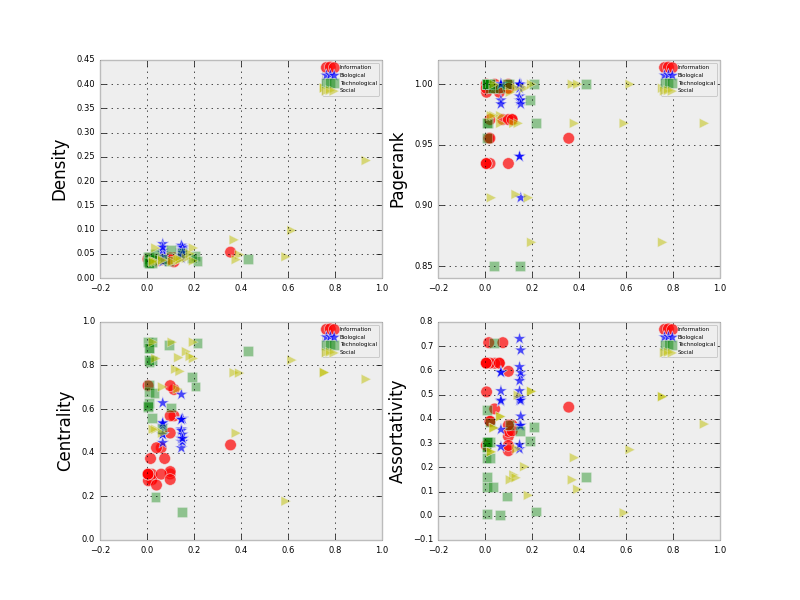 0.45
0.40
0.35
0.30
0.25
0.20
0.15
0.10
0.05
0.00
Density
−0.2 0.0 0.2 0.4 0.6 0.8 1.0
Information
Biological
Technological
Social
1.00
0.95
0.90
0.85
Pagerank
−0.2 0.0 0.2 0.4 0.6 0.8 1.0
Information
Biological
Technological
Social
1.0
0.8
0.6
0.4
0.2
0.0
Centrality
−0.2 0.0 0.2 0.4 0.6 0.8 1.0
Information
Biological
Technological
Social
0.8
0.7
0.6
0.5
0.4
0.3
0.2
0.1
0.0
−0.1
Assortativity
−0.2 0.0 0.2 0.4 0.6 0.8 1.0
Information
Biological
Technological
Social